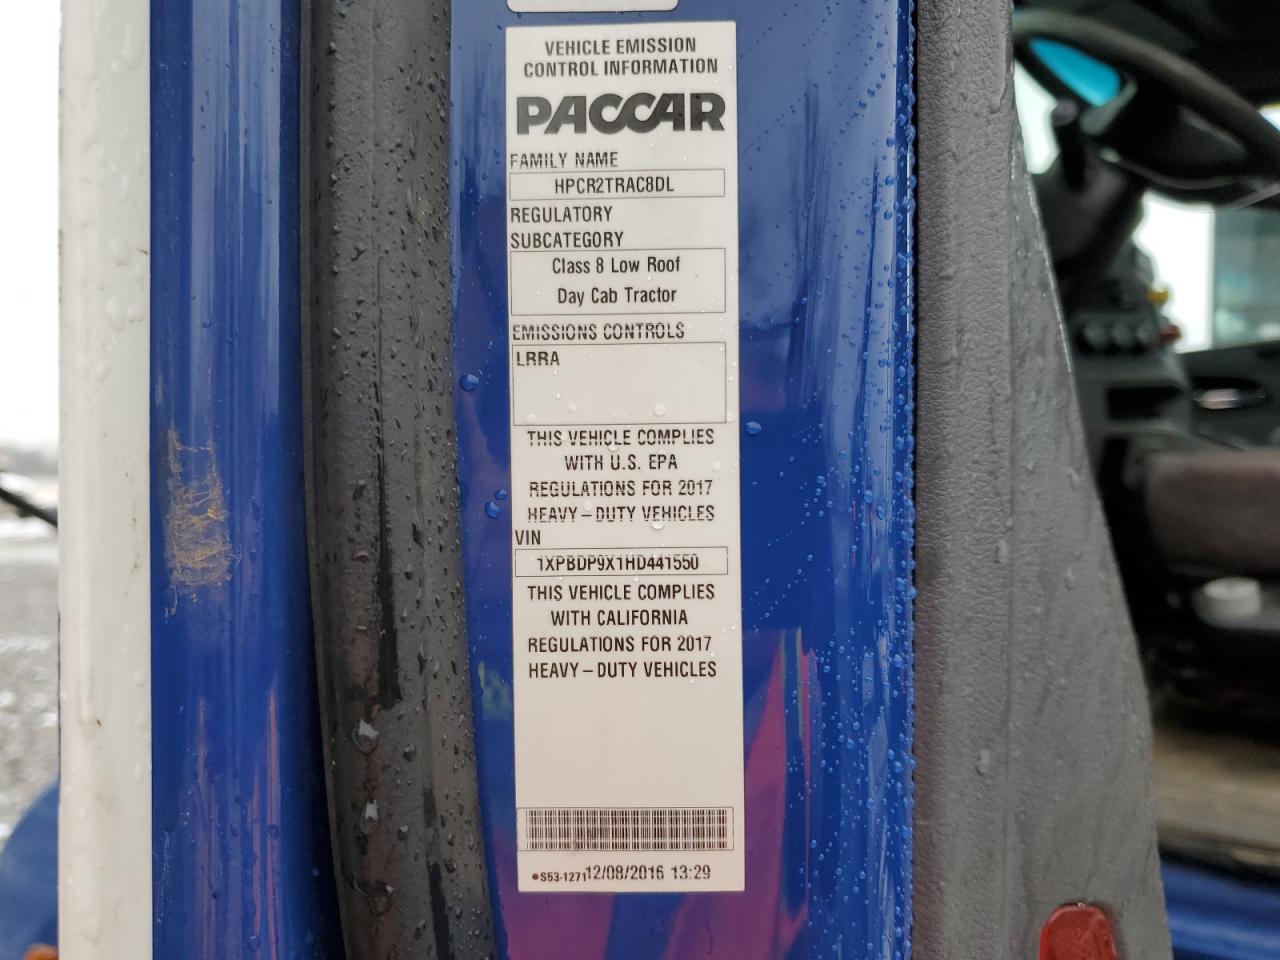 VEHICLE EMISSION
CONTROL INFORMATION
PACCAR
FAMILY NAME
HPCR2TRAC8DL
REGULATORY
SUBCATEGORY
Class 8 Low Roof
Day Cab Tractor
EMISSIONS CONTROLS
LRRA
THIS VEHICLE COMPLIES
WITH U.S. EPA
REGULATIONS FOR 2017
HEAVY-DUTY VEHICLES
VIN
1XPBDP9X1HD441550
THIS VEHICLE COMPLIES
WITH CALIFORNIA
REGULATIONS FOR 2017
HEAVY-DUTY VEHICLES
•S53-1271 12/08/2016 13:29